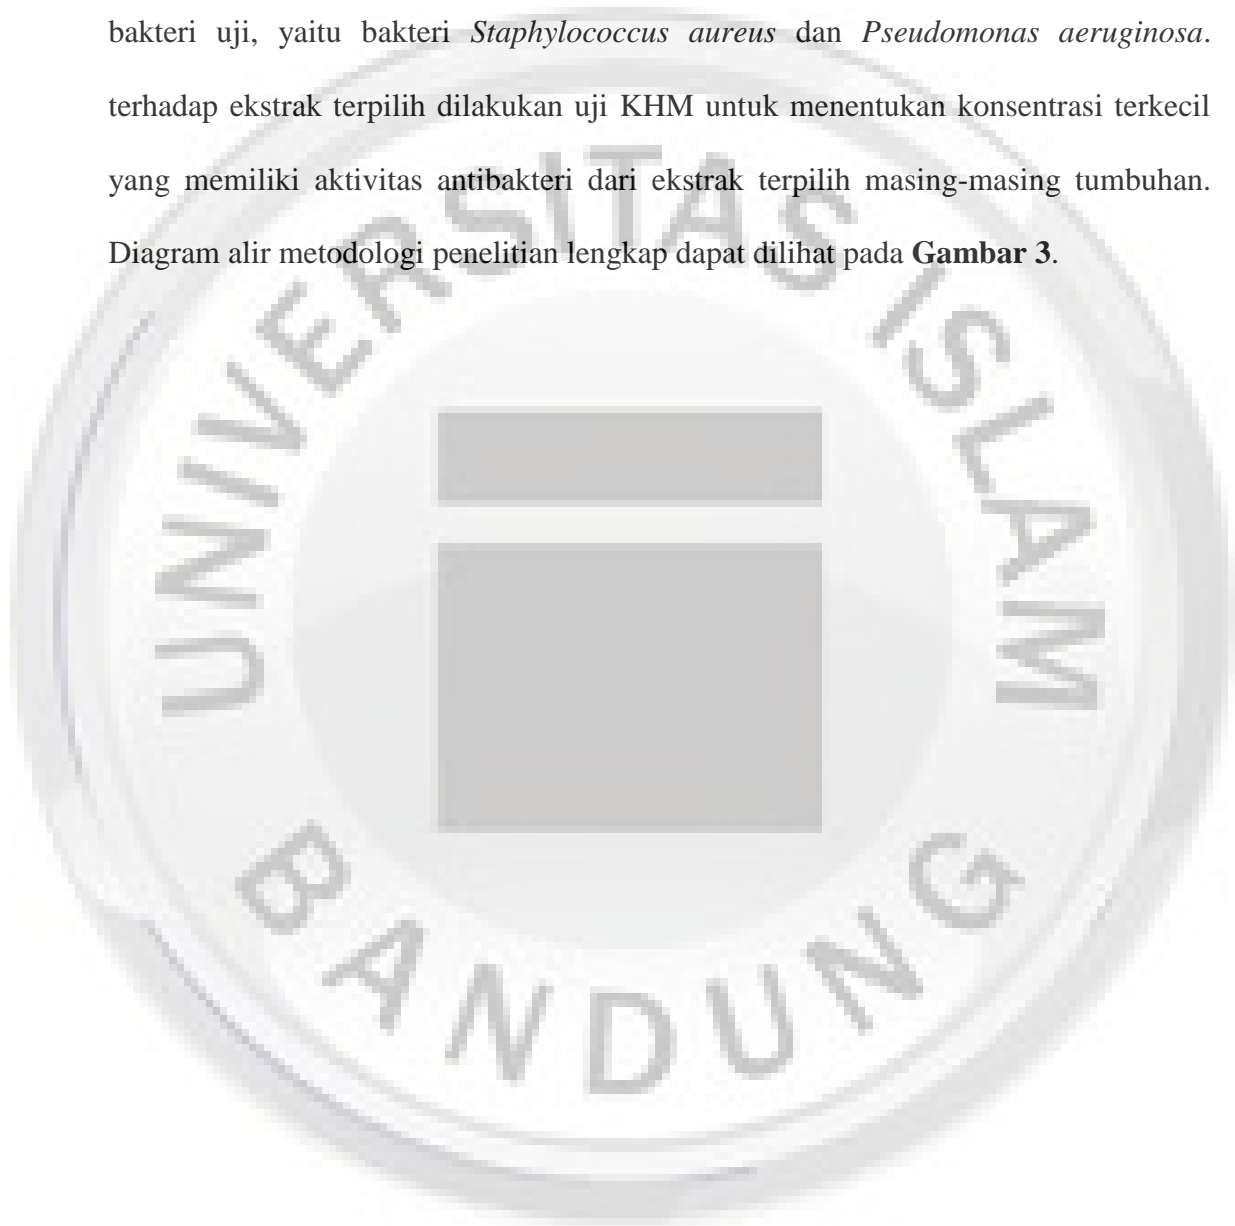 bakteri uji, yaitu bakteri Staphylococcus aureus dan Pseudomonas aeruginosa.
terhadap ekstrak terpilih dilakukan uji KHM untuk menentukan konsentrasi terkecil
yang memiliki aktivitas antibakteri dari ekstrak terpilih masing-masing tumbuhan.
Diagram alir metodologi penelitian lengkap dapat dilihat pada Gambar 3.
UNIVERSITAS ISLAM
BANDUNG